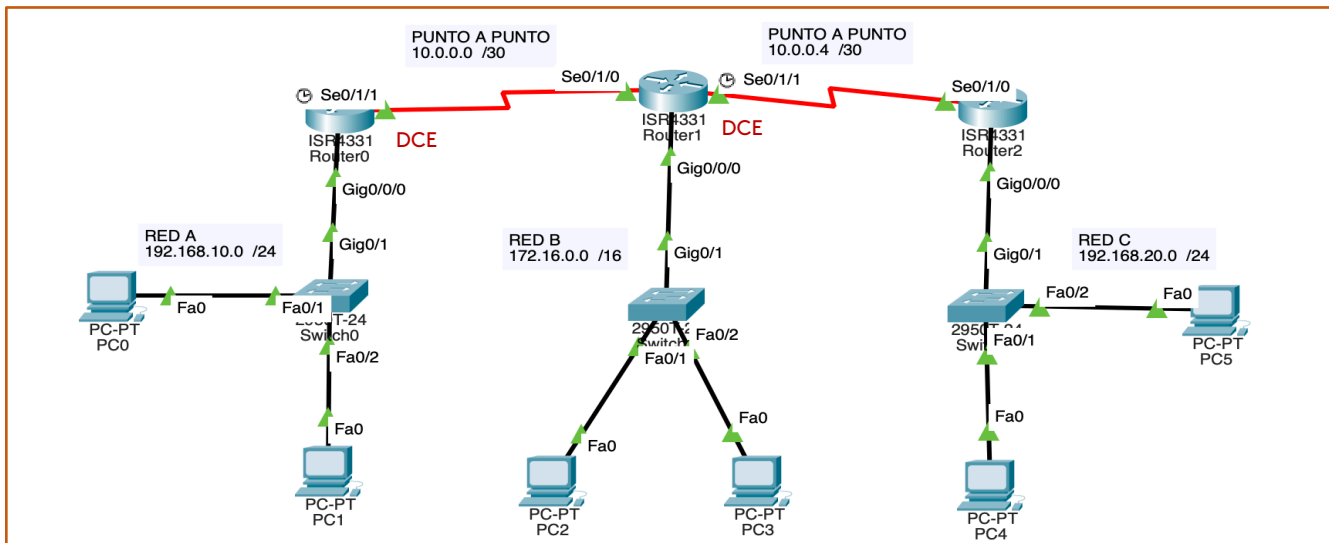 PUNTO A PUNTO
10.0.0.0 /30
PUNTO A PUNTO
10.0.0.4 /30
Se0/1/1
DCE
ISR4331
Router0
Se0/1/0
Se0/1/1
DCE
ISR4331
Router1
Se0/1/0
ISR4331
Router2
Gig0/0/0
Gig0/0/0
Gig0/0/0
RED A
192.168.10.0 /24
Gig0/1
RED B
172.16.0.0 /16
Gig0/1
RED C
192.168.20.0 /24
Gig0/1
Fa0
Fa0/1
PC-PT
PC0
Switch0
Fa0/2
Fa0
PC-PT
PC1
Fa0/2
Fa0/1
Fa0
Fa0
PC-PT
PC2
PC-PT
PC3
Fa0/2
Fa0
PC-PT
PC5
Fa0/1
Fa0
PC-PT
PC4